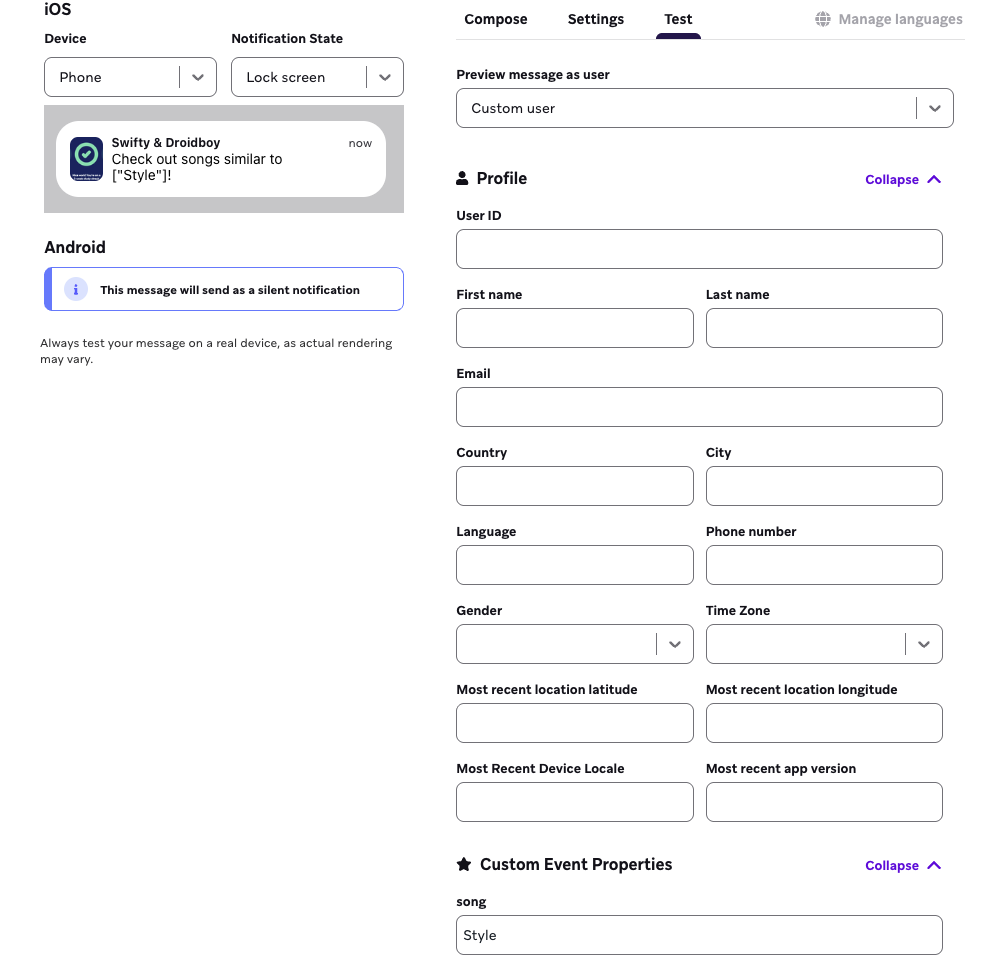 iOS
Device
Notification State
Phone
Lock screen
Swifty & Droidboy
now
Check out songs similar to
["Style"]!
Android
This message will send as a silent notification
Always test your message on a real device, as actual rendering
may vary.
Compose
Settings
Test
Manage languages
Preview message as user
Custom user
Profile
Collapse
User ID
First name
Last name
Email
Country
City
Language
Phone number
Gender
Time Zone
Most recent location latitude
Most recent location longitude
Most Recent Device Locale
Most recent app version
Custom Event Properties
Collapse
song
Style